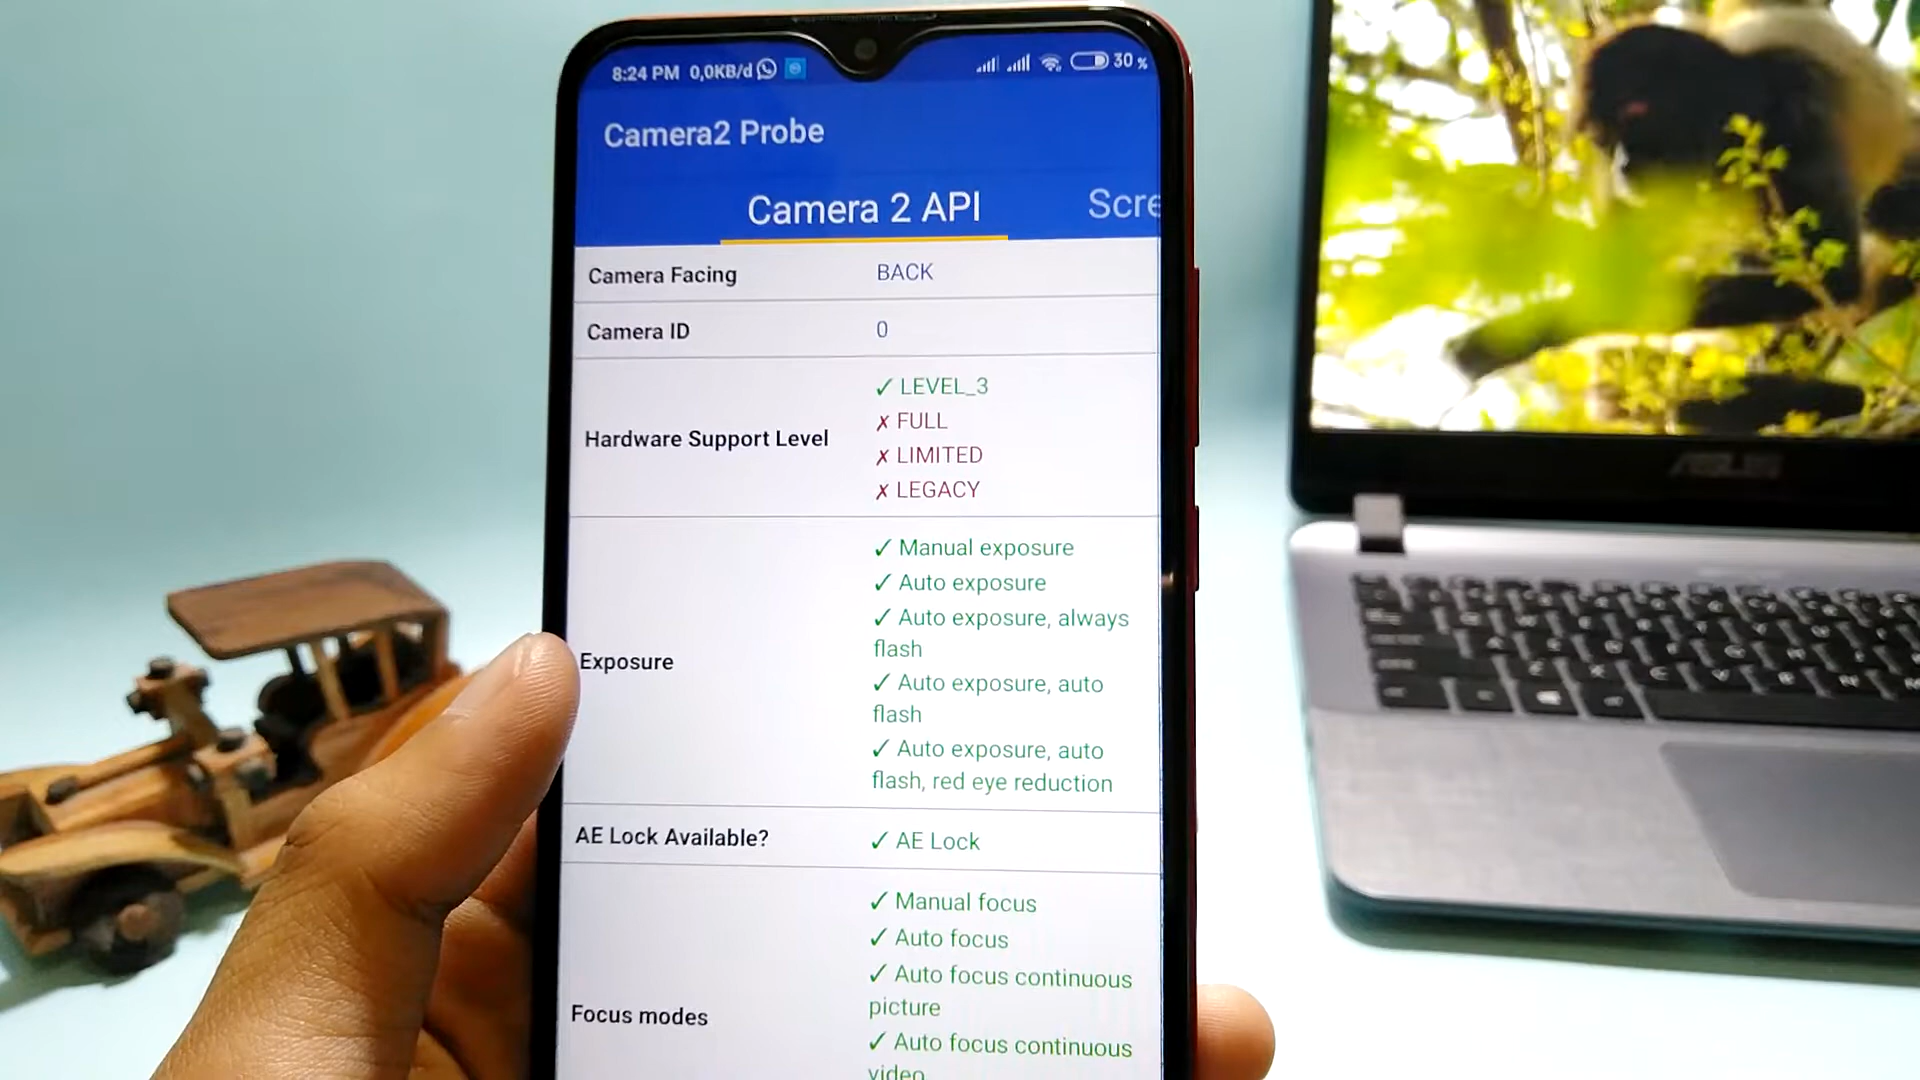 8:24 PM 0,0KB/d 30 %
Camera2 Probe
Camera 2 API Scre
Camera Facing BACK
Camera ID 0
Hardware Support Level
✓ LEVEL_3
✗ FULL
✗ LIMITED
✗ LEGACY
Exposure
✓ Manual exposure
✓ Auto exposure
✓ Auto exposure, always
flash
✓ Auto exposure, auto
flash
✓ Auto exposure, auto
flash, red eye reduction
AE Lock Available? ✓ AE Lock
Focus modes
✓ Manual focus
✓ Auto focus
✓ Auto focus continuous
picture
✓ Auto focus continuous
video
ASUS